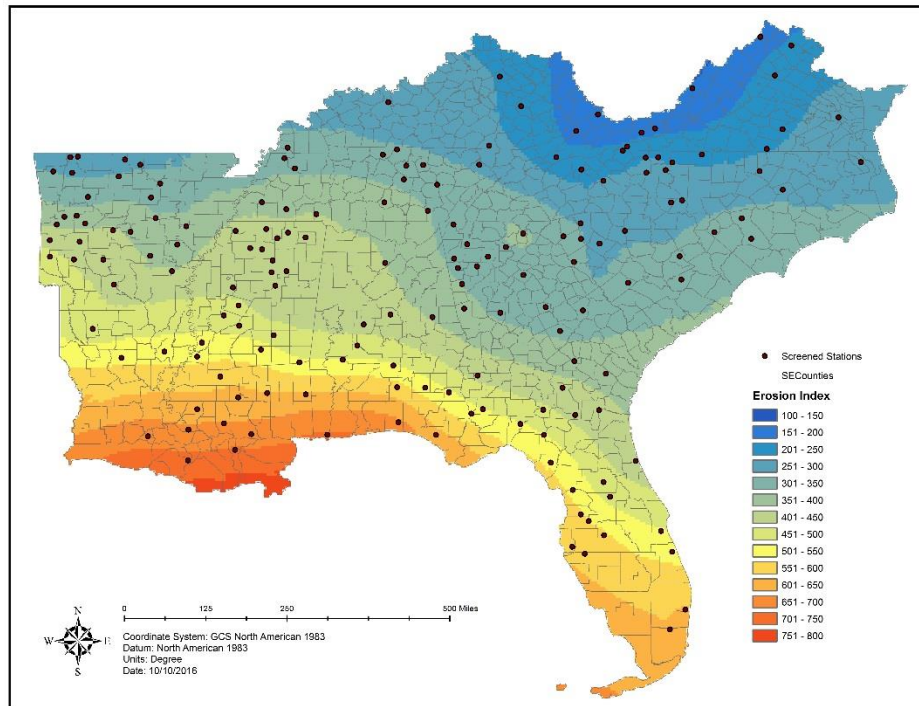 Screened Stations
SECounties
Erosion Index
100 - 150
151 - 200
201 - 250
251 - 300
301 - 350
351 - 400
401 - 450
451 - 500
501 - 550
551 - 600
601 - 650
651 - 700
701 - 750
751 - 800
0 125 250 500 Miles
N
W E
S
Coordinate System: GCS North American 1983
Datum: North American 1983
Units: Degree
Date: 10/10/2016